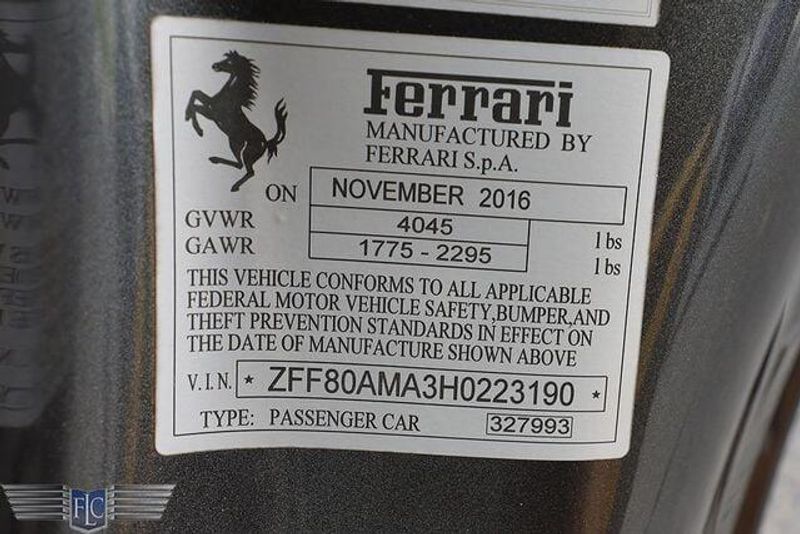 Ferrari
MANUFACTURED BY
FERRARI S.p.A.
ON NOVEMBER 2016
GVWR 4045 lbs
GAWR 1775 - 2295 lbs
THIS VEHICLE CONFORMS TO ALL APPLICABLE
FEDERAL MOTOR VEHICLE SAFETY,BUMPER,AND
THEFT PREVENTION STANDARDS IN EFFECT ON
THE DATE OF MANUFACTURE SHOWN ABOVE
V.I.N. * ZFF80AMA3H0223190 *
TYPE: PASSENGER CAR 327993
FLC